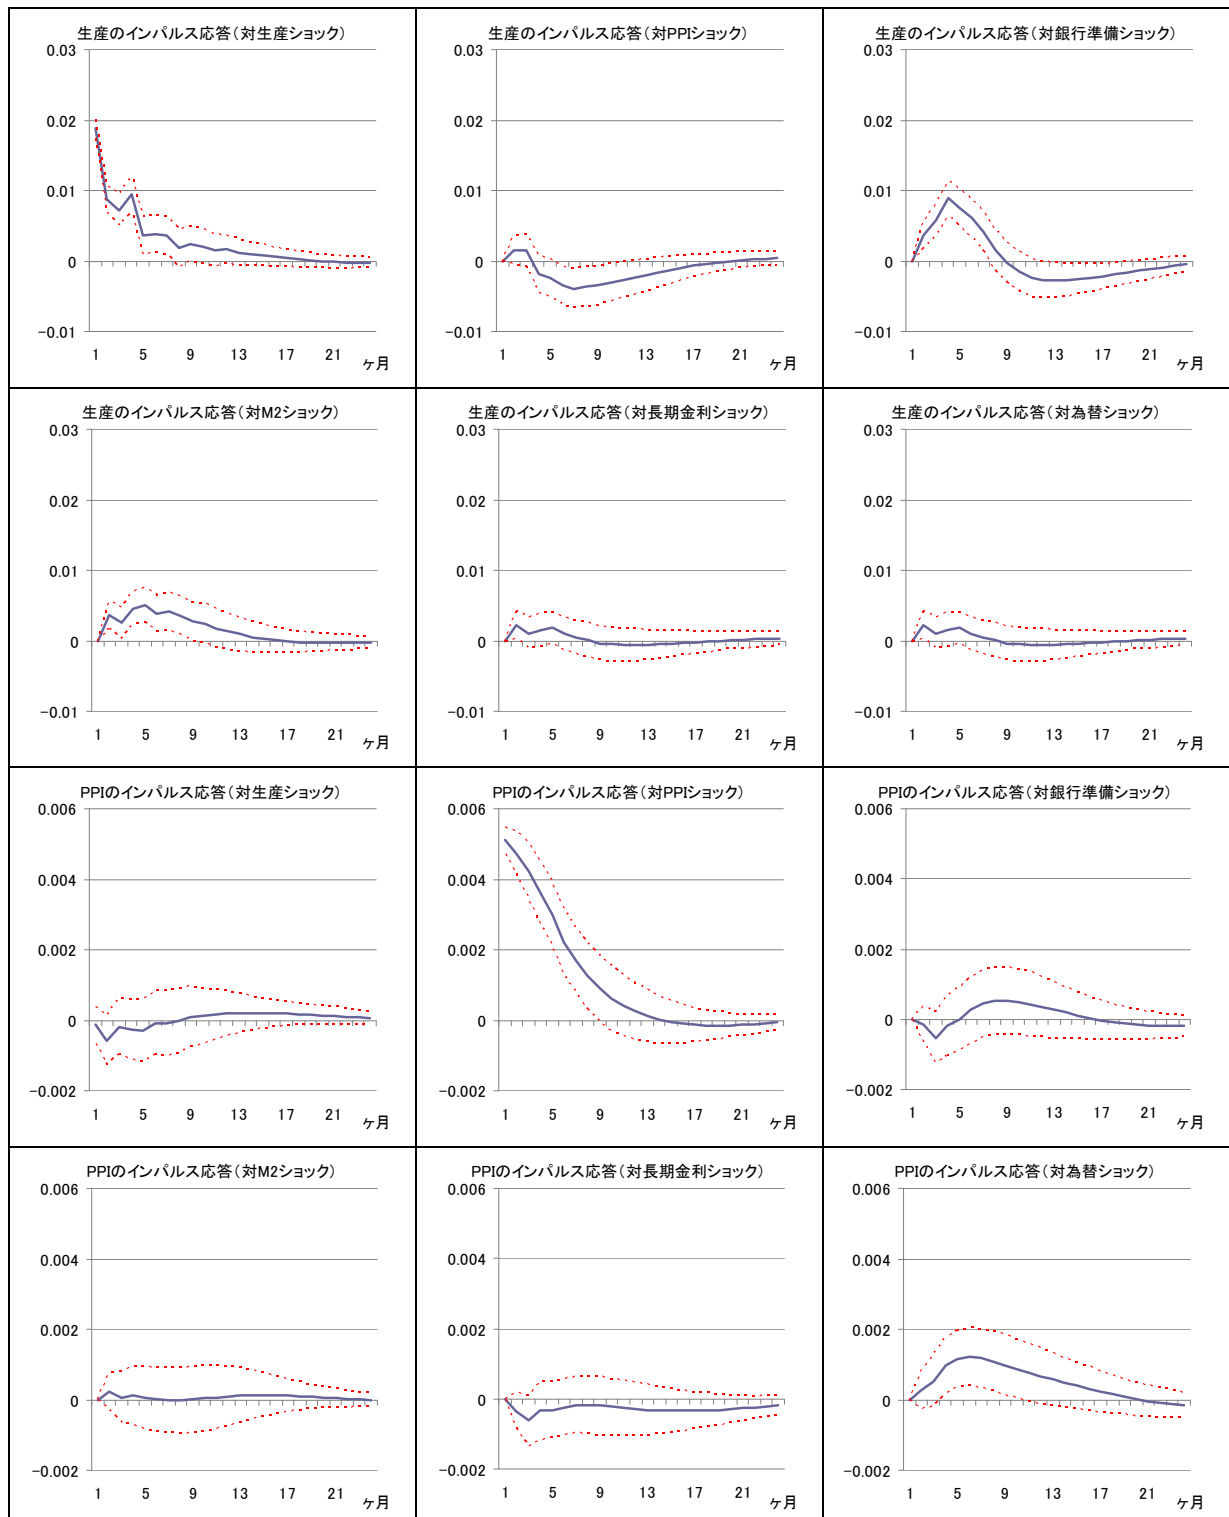 生産のインパルス応答（対生産ショック）
0.03
0.02
0.01
0
−0.01
1 5 9 13 17 21
ヶ月
生産のインパルス応答（対PPIショック）
0.03
0.02
0.01
0
−0.01
1 5 9 13 17 21
ヶ月
生産のインパルス応答（対銀行準備ショック）
0.03
0.02
0.01
0
−0.01
1 5 9 13 17 21
ヶ月
生産のインパルス応答（対M2ショック）
0.03
0.02
0.01
0
−0.01
1 5 9 13 17 21
ヶ月
生産のインパルス応答（対長期金利ショック）
0.03
0.02
0.01
0
−0.01
1 5 9 13 17 21
ヶ月
生産のインパルス応答（対為替ショック）
0.03
0.02
0.01
0
−0.01
1 5 9 13 17 21
ヶ月
PPIのインパルス応答（対生産ショック）
0.006
0.004
0.002
0
−0.002
1 5 9 13 17 21
ヶ月
PPIのインパルス応答（対PPIショック）
0.006
0.004
0.002
0
−0.002
1 5 9 13 17 21
ヶ月
PPIのインパルス応答（対銀行準備ショック）
0.006
0.004
0.002
0
−0.002
1 5 9 13 17 21
ヶ月
PPIのインパルス応答（対M2ショック）
0.006
0.004
0.002
0
−0.002
1 5 9 13 17 21
ヶ月
PPIのインパルス応答（対長期金利ショック）
0.006
0.004
0.002
0
−0.002
1 5 9 13 17 21
ヶ月
PPIのインパルス応答（対為替ショック）
0.006
0.004
0.002
0
−0.002
1 5 9 13 17 21
ヶ月